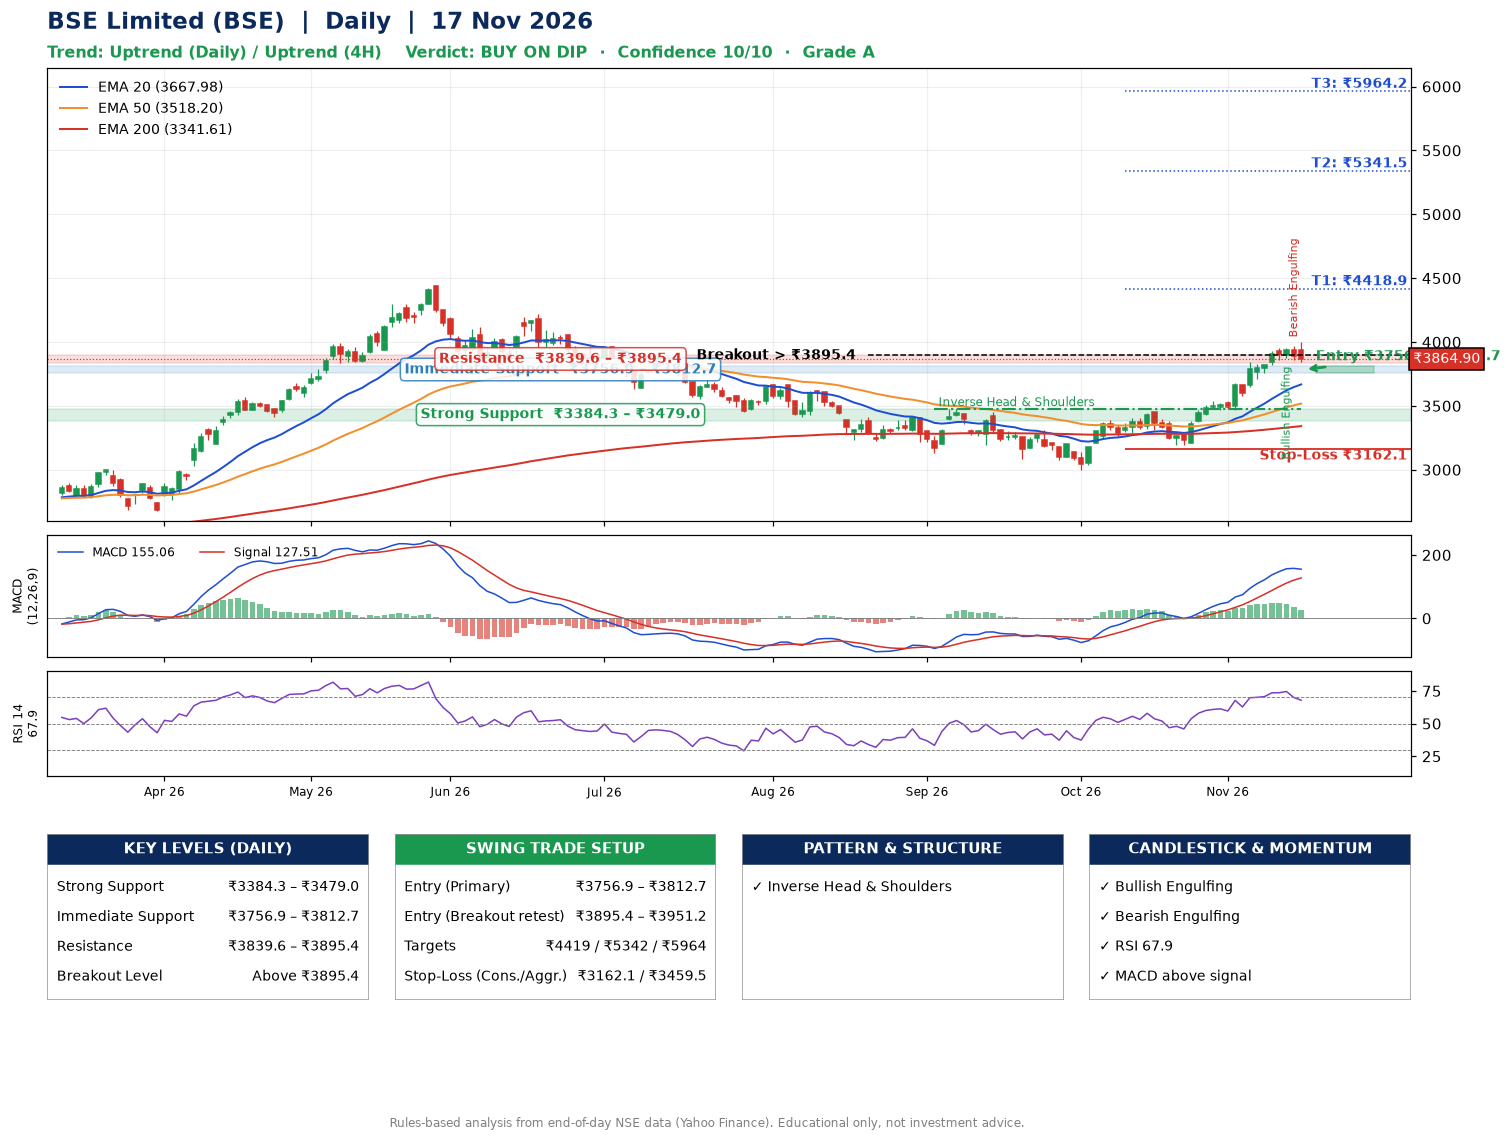 BSE Limited (BSE) | Daily | 17 Nov 2026
Trend: Uptrend (Daily) / Uptrend (4H) Verdict: BUY ON DIP · Confidence 10/10 · Grade A
EMA 20 (3667.98)
EMA 50 (3518.20)
EMA 200 (3341.61)
T3: ₹5964.2
T2: ₹5341.5
T1: ₹4418.9
Bearish Engulfing
Bullish Engulfing
Resistance ₹3839.6 – ₹3895.4
Breakout > ₹3895.4
Immediate Support ₹3756.9 – ₹3812.7
Entry ₹3756
.7
₹3864.90
Strong Support ₹3384.3 – ₹3479.0
Inverse Head & Shoulders
Stop-Loss ₹3162.1
6000
5500
5000
4500
4000
3500
3000
MACD 155.06
Signal 127.51
MACD
(12,26,9)
200
0
RSI 14
67.9
75
50
25
Apr 26
May 26
Jun 26
Jul 26
Aug 26
Sep 26
Oct 26
Nov 26
KEY LEVELS (DAILY)
Strong Support ₹3384.3 – ₹3479.0
Immediate Support ₹3756.9 – ₹3812.7
Resistance ₹3839.6 – ₹3895.4
Breakout Level Above ₹3895.4
SWING TRADE SETUP
Entry (Primary) ₹3756.9 – ₹3812.7
Entry (Breakout retest) ₹3895.4 – ₹3951.2
Targets ₹4419 / ₹5342 / ₹5964
Stop-Loss (Cons./Aggr.) ₹3162.1 / ₹3459.5
PATTERN & STRUCTURE
✓ Inverse Head & Shoulders
CANDLESTICK & MOMENTUM
✓ Bullish Engulfing
✓ Bearish Engulfing
✓ RSI 67.9
✓ MACD above signal
Rules-based analysis from end-of-day NSE data (Yahoo Finance). Educational only, not investment advice.